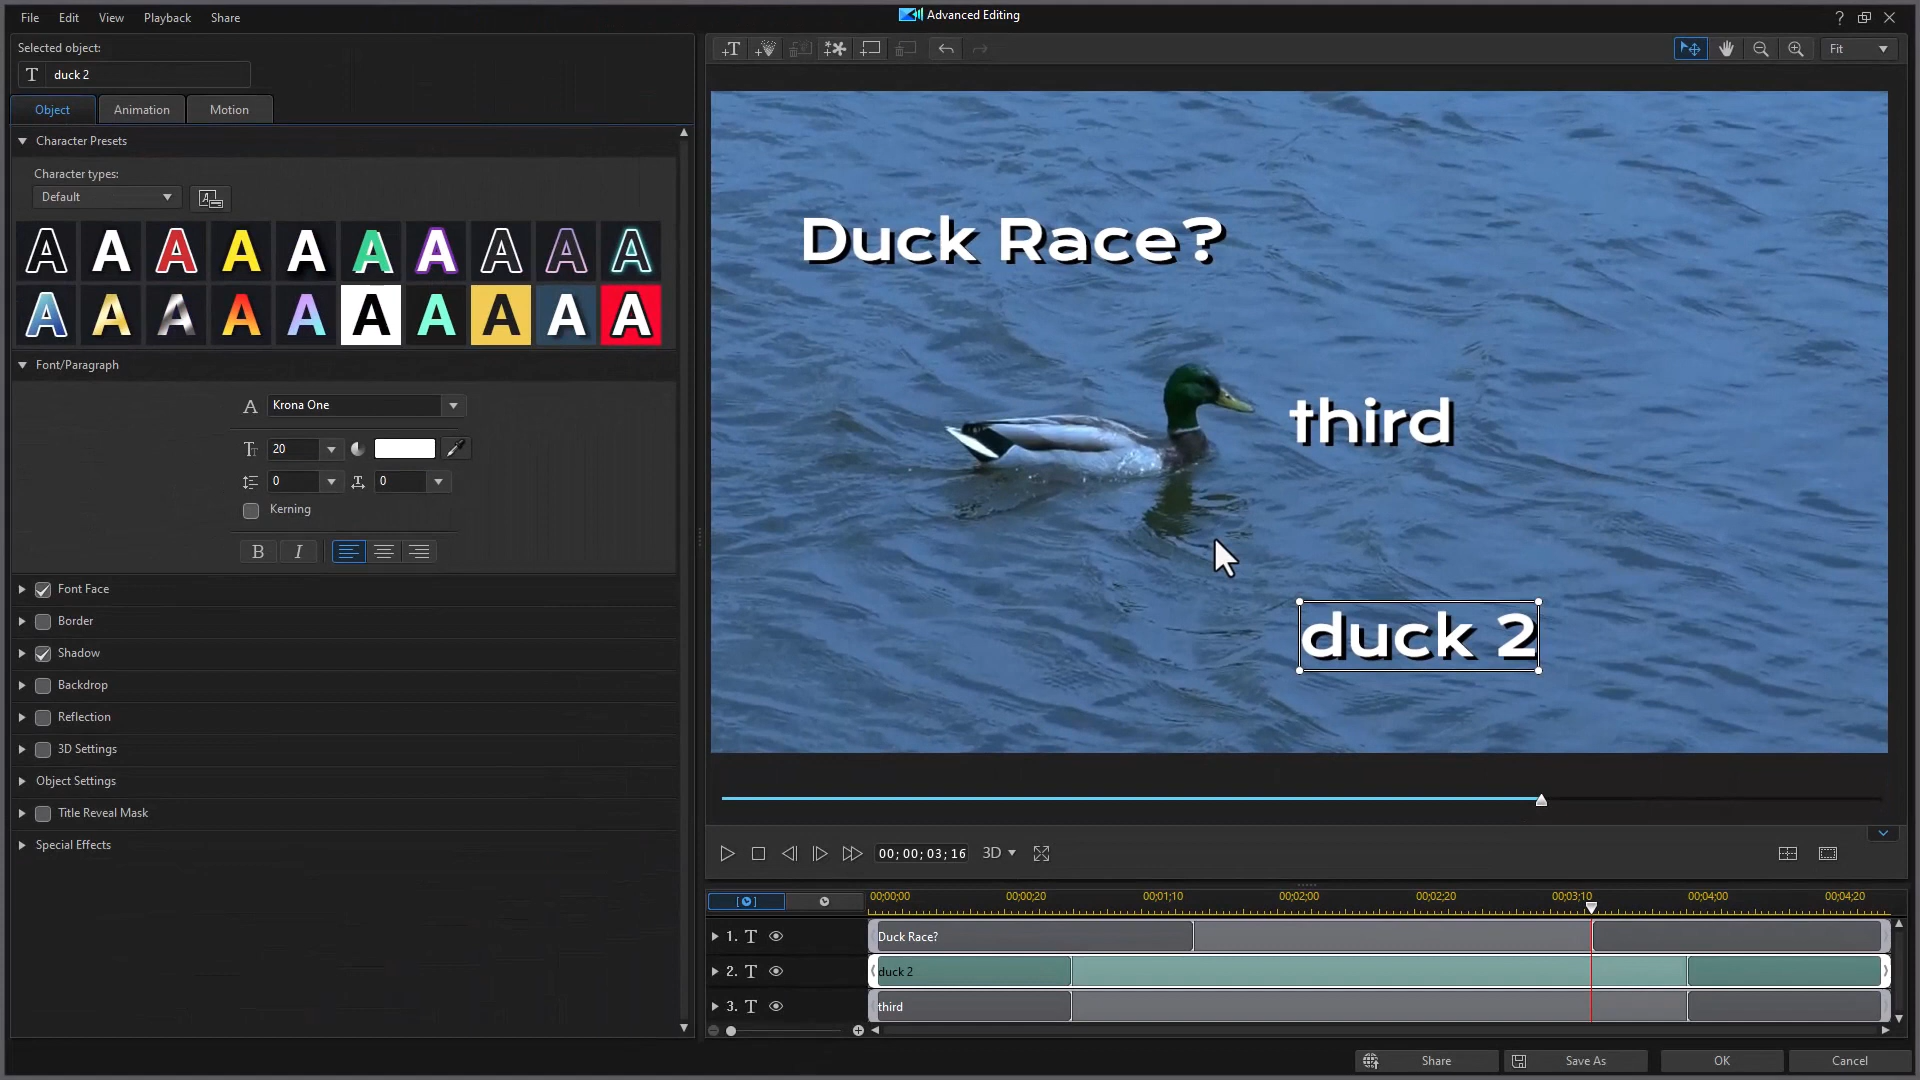 File Edit View Playback Share
Advanced Editing
?
Selected object:
T duck 2
Object Animation Motion
Character Presets
Character types:
Default
A A A A A A A A A A
A A A A A A A A A A
Font/Paragraph
Krona One
20
0 0
Kerning
B I
Font Face
Border
Shadow
Backdrop
Reflection
3D Settings
Object Settings
Title Reveal Mask
Special Effects
Fit
Duck Race?
third
duck 2
00;00;03;16 3D
00;00;00 00;00;20 00;01;10 00;02;00 00;02;20 00;03;10 00;04;00 00;04;20
1. T Duck Race?
2. T duck 2
3. T third
Share Save As OK Cancel